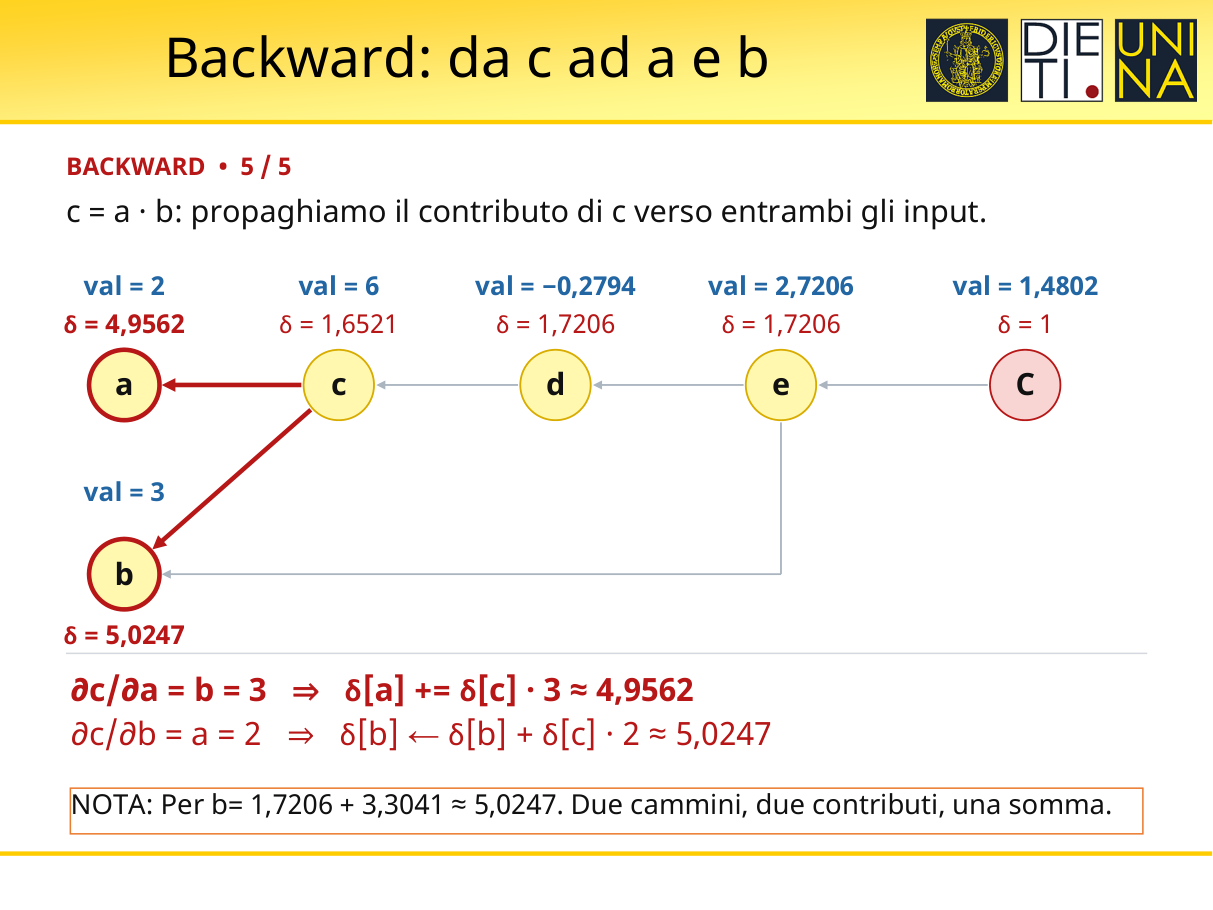 Backward: da c ad a e b
DIE
TI.
UNI
NA
BACKWARD • 5 / 5
c = a · b: propaghiamo il contributo di c verso entrambi gli input.
val = 2
val = 6
val = −0,2794
val = 2,7206
val = 1,4802
δ = 4,9562
δ = 1,6521
δ = 1,7206
δ = 1,7206
δ = 1
a
c
d
e
C
val = 3
b
δ = 5,0247
∂c/∂a = b = 3 ⇒ δ[a] += δ[c] · 3 ≈ 4,9562
∂c/∂b = a = 2 ⇒ δ[b] ← δ[b] + δ[c] · 2 ≈ 5,0247
NOTA: Per b= 1,7206 + 3,3041 ≈ 5,0247. Due cammini, due contributi, una somma.